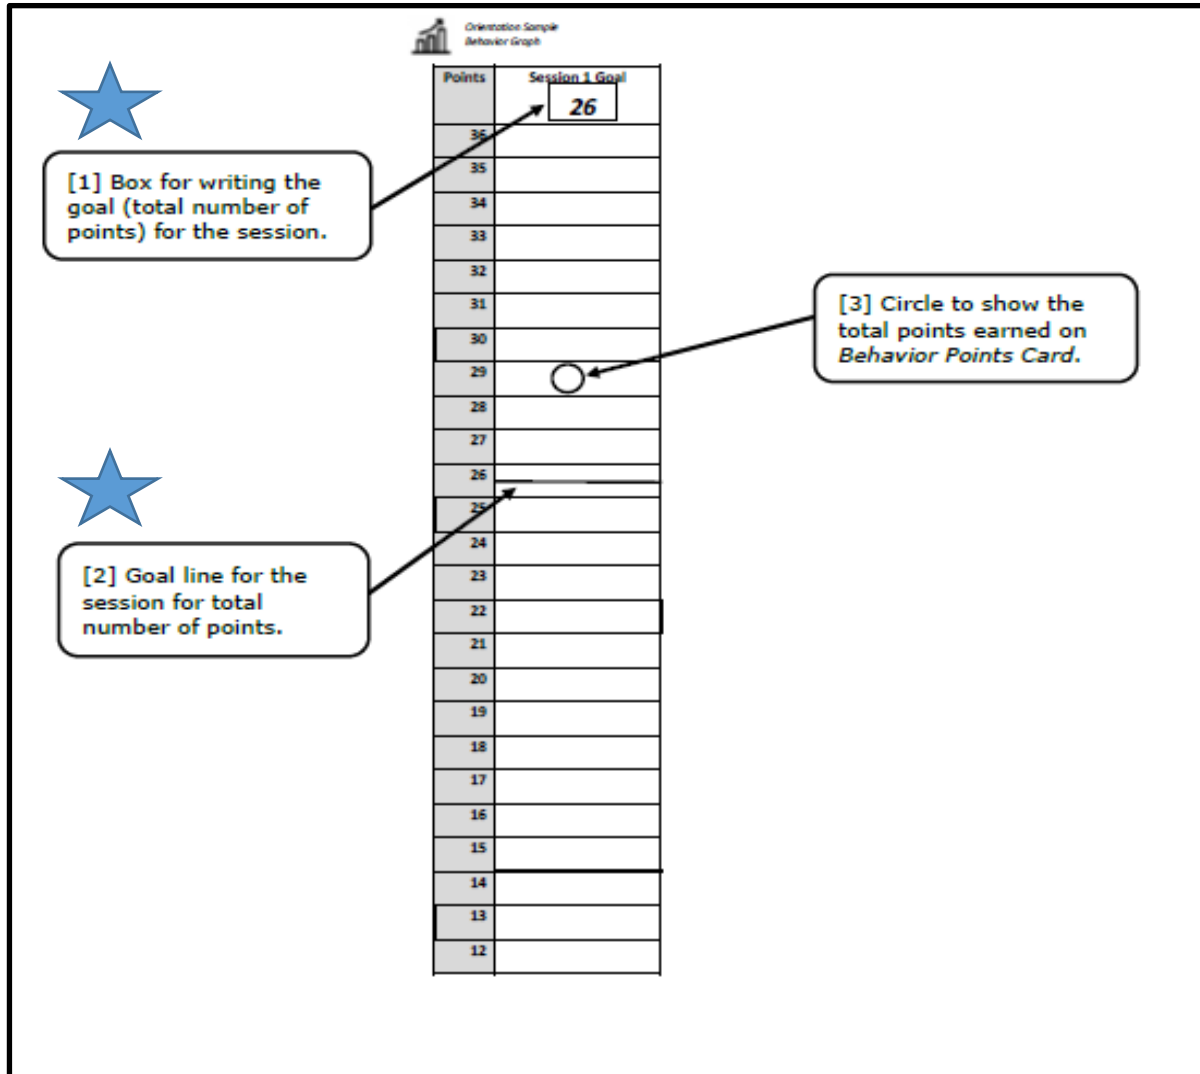 Orientation Sample
Behavior Graph
Points
Session 1 Goal
26
36
[1] Box for writing the
goal (total number of
points) for the session.
35
34
33
32
31
[3] Circle to show the
total points earned on
Behavior Points Card.
30
29
28
27
26
25
24
[2] Goal line for the
session for total
number of points.
23
22
21
20
19
18
17
16
15
14
13
12